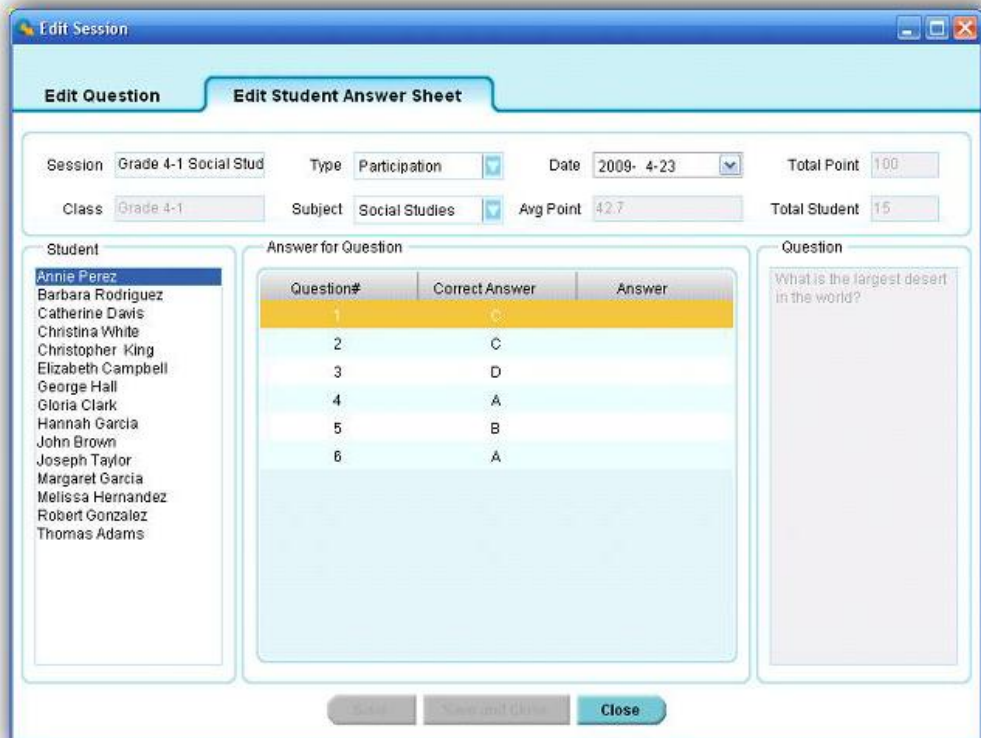 Edit Session
Edit Question Edit Student Answer Sheet
Session Grade 4-1 Social Stud Type Participation Date 2009- 4-23 Total Point 100
Class Grade 4-1 Subject Social Studies Avg Point 42.7 Total Student 15
Student
Annie Perez
Barbara Rodriguez
Catherine Davis
Christina White
Christopher King
Elizabeth Campbell
George Hall
Gloria Clark
Hannah Garcia
John Brown
Joseph Taylor
Margaret Garcia
Melissa Hernandez
Robert Gonzalez
Thomas Adams
Answer for Question
Question# Correct Answer Answer
1 C
2 C
3 D
4 A
5 B
6 A
Question
What is the largest desert
in the world?
Save Save and Close Close